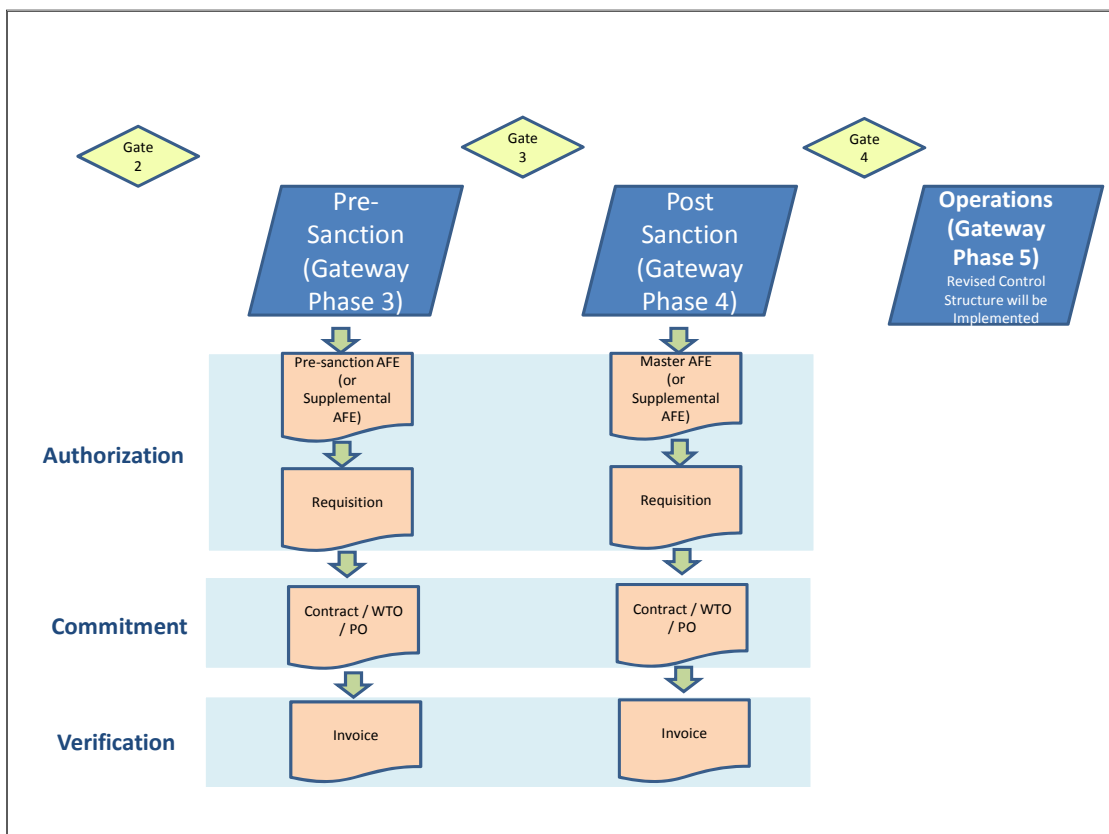 Gate
2
Gate
3
Gate
4
Pre-
Sanction
(Gateway
Phase 3)
Post
Sanction
(Gateway
Phase 4)
Operations
(Gateway
Phase 5)
Revised Control
Structure will be
Implemented
Authorization
Pre-sanction AFE
(or
Supplemental
AFE)
Master AFE
(or
Supplemental
AFE)
Requisition
Requisition
Commitment
Contract / WTO
/ PO
Contract / WTO
/ PO
Verification
Invoice
Invoice